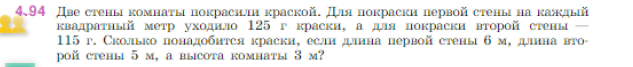 4.94 Две стены комнаты покрасили краской. Для покраски первой стены на каждый
квадратный метр уходило 125 г краски, а для покраски второй стены —
115 г. Сколько понадобится краски, если длина первой стены 6 м, длина вто-
рой стены 5 м, а высота комнаты 3 м?